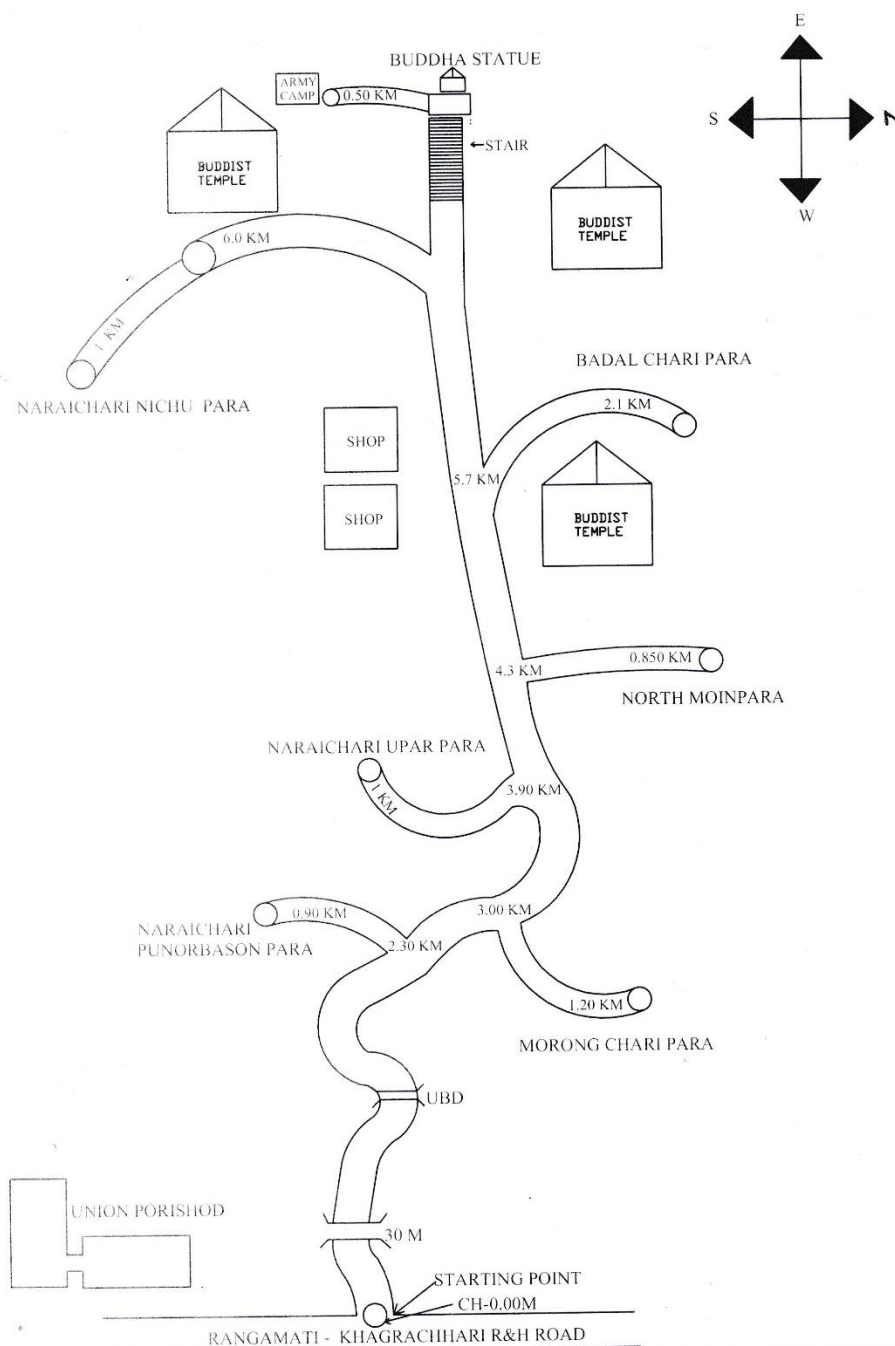 E
BUDDHA STATUE
ARMY
CAMP
0.50 KM
S
N
←STAIR
BUDDIST
TEMPLE
W
BUDDIST
TEMPLE
6.0 KM
1 KM
BADAL CHARI PARA
NARAICHARI NICHU PARA
2.1 KM
SHOP
5.7 KM
SHOP
BUDDIST
TEMPLE
4.3 KM
0.850 KM
NORTH MOINPARA
NARAICHARI UPAR PARA
1 KM
3.90 KM
0.90 KM
3.00 KM
NARAICHARI
PUNORBASON PARA
2.30 KM
1.20 KM
MORONG CHARI PARA
UBD
UNION PORISHOD
30 M
STARTING POINT
CH-0.00M
RANGAMATI - KHAGRACHHARI R&H ROAD